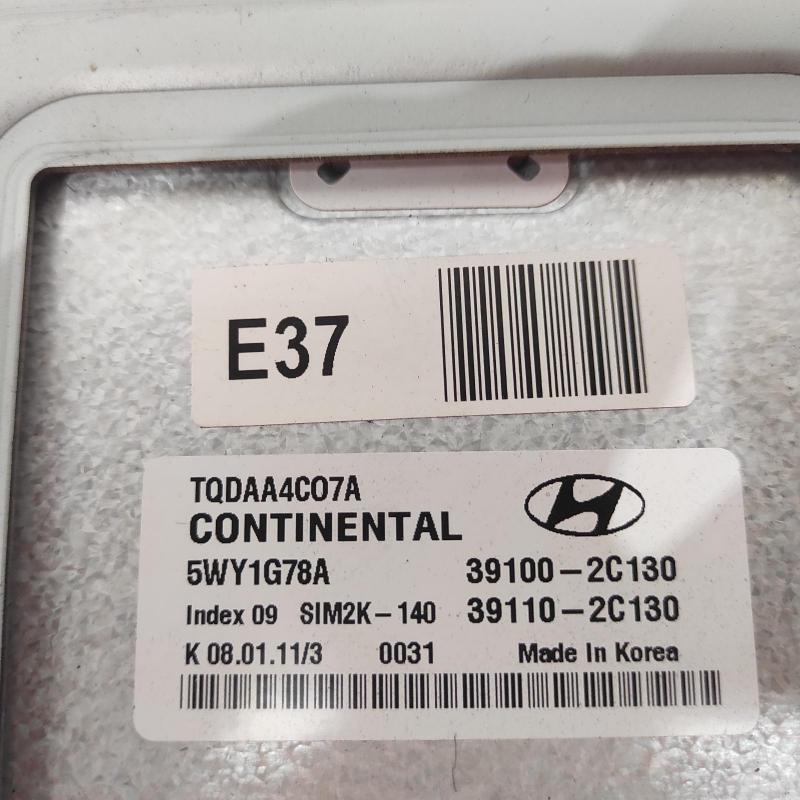 E37
TQDAA4C07A
CONTINENTAL
5WY1G78A 39100-2C130
Index 09 SIM2K-140 39110-2C130
K 08.01.11/3 0031 Made In Korea